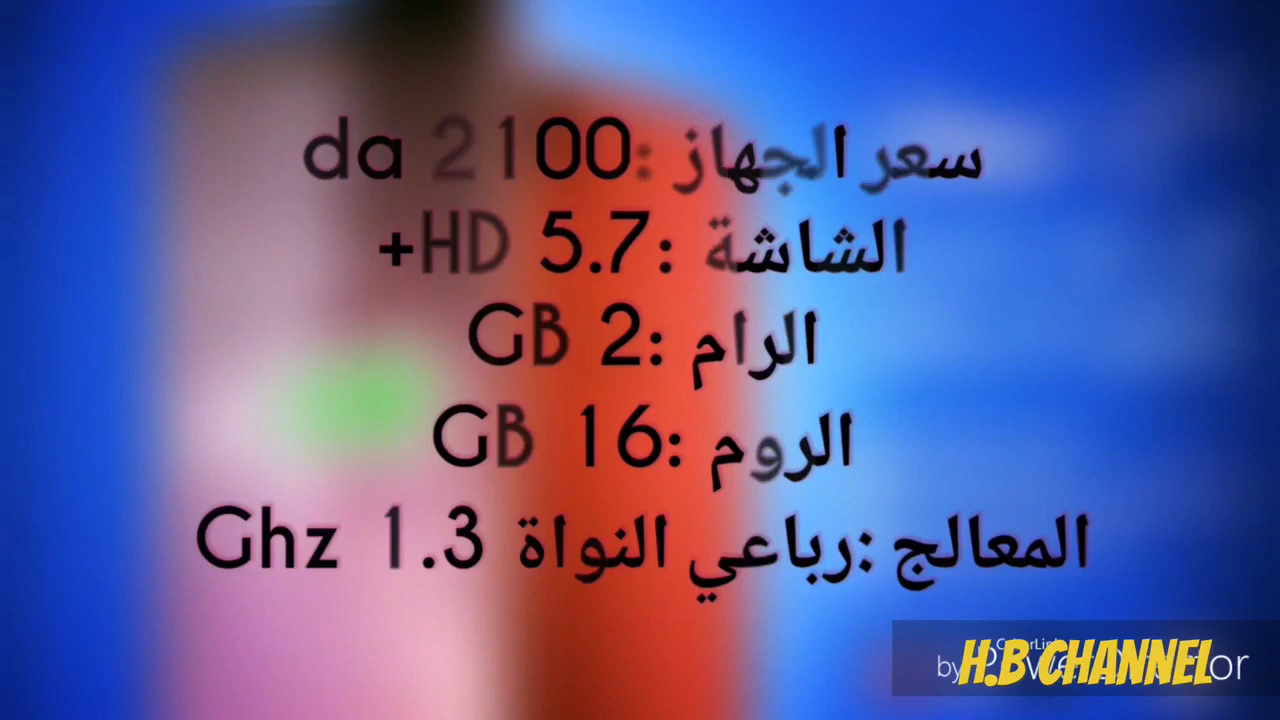 سعر الجهاز :2100 da
الشاشة :5.7 HD+
الرام :2 GB
الروم :16 GB
المعالج :رباعي النواة 1.3 Ghz
by
H.B CHANNEL